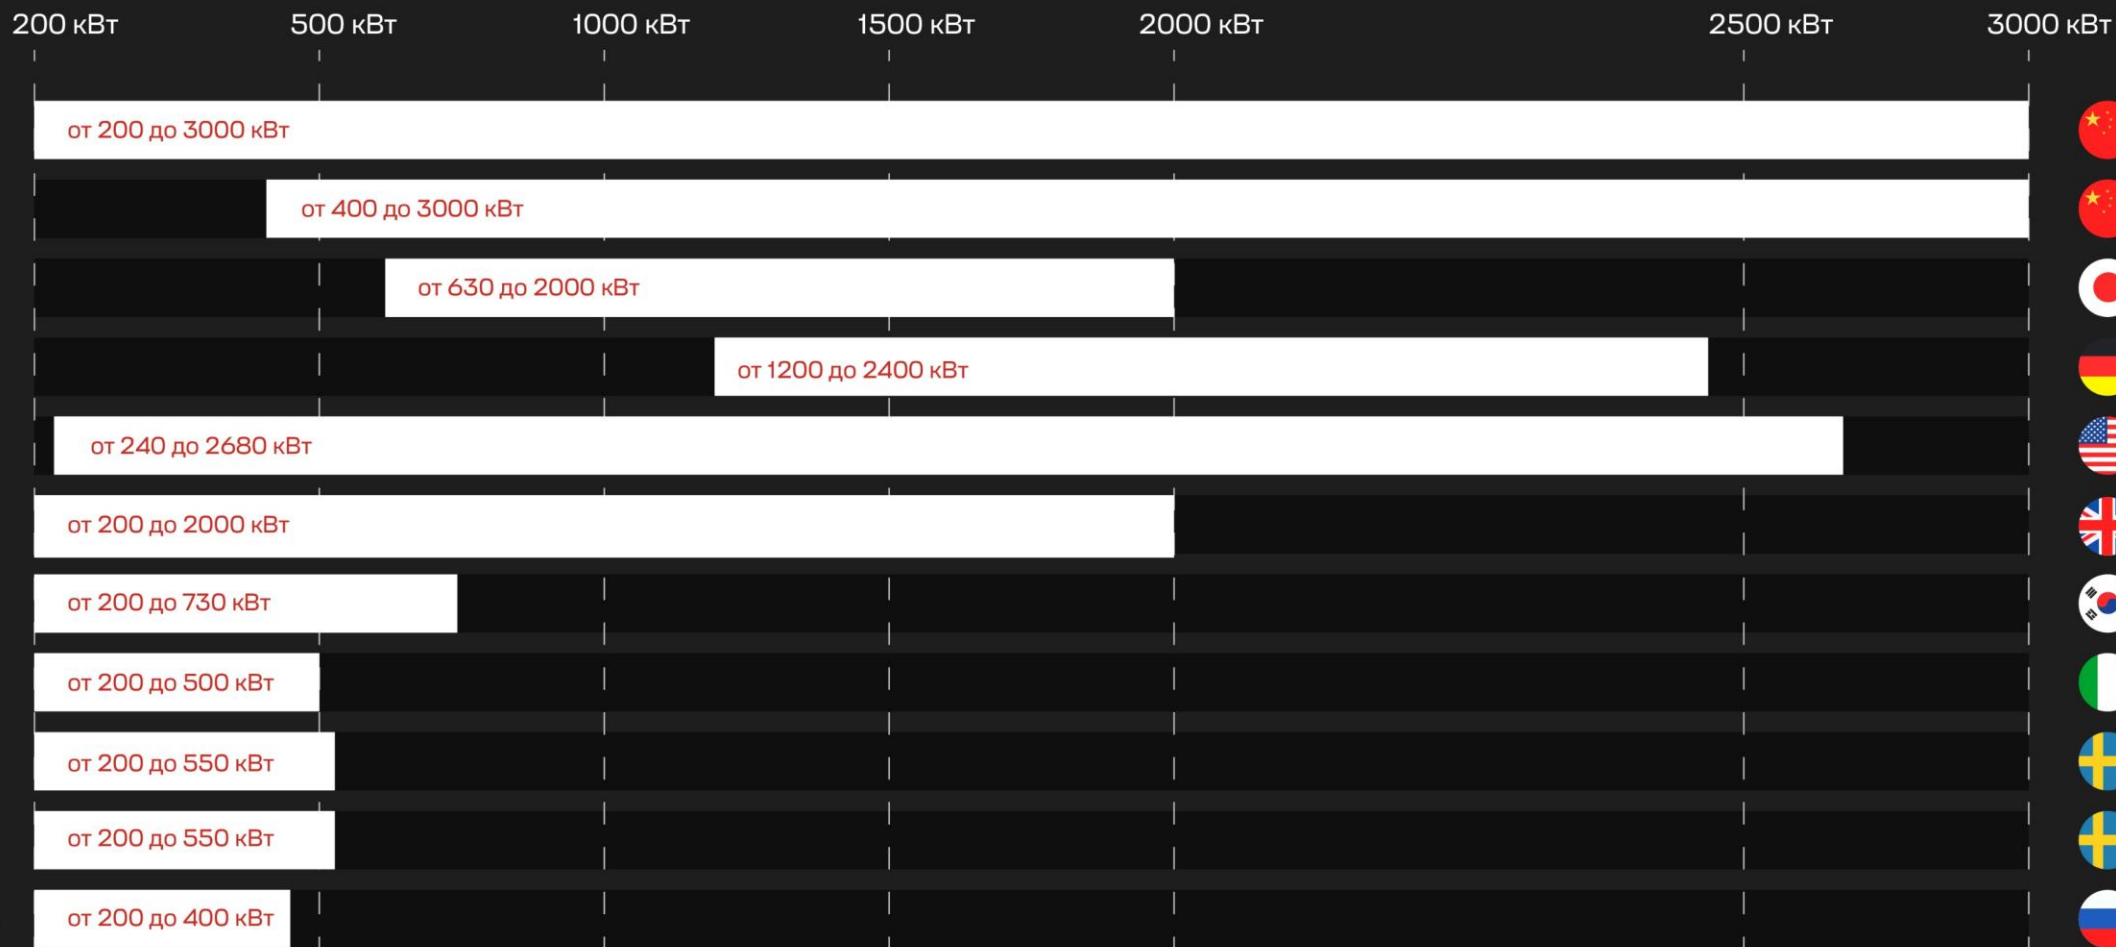 200 кВт 500 кВт 1000 кВт 1500 кВт 2000 кВт 2500 кВт 3000 кВт
от 200 до 3000 кВт
от 400 до 3000 кВт
от 630 до 2000 кВт
от 1200 до 2400 кВт
от 240 до 2680 кВт
от 200 до 2000 кВт
от 200 до 730 кВт
от 200 до 500 кВт
от 200 до 550 кВт
от 200 до 550 кВт
от 200 до 400 кВт